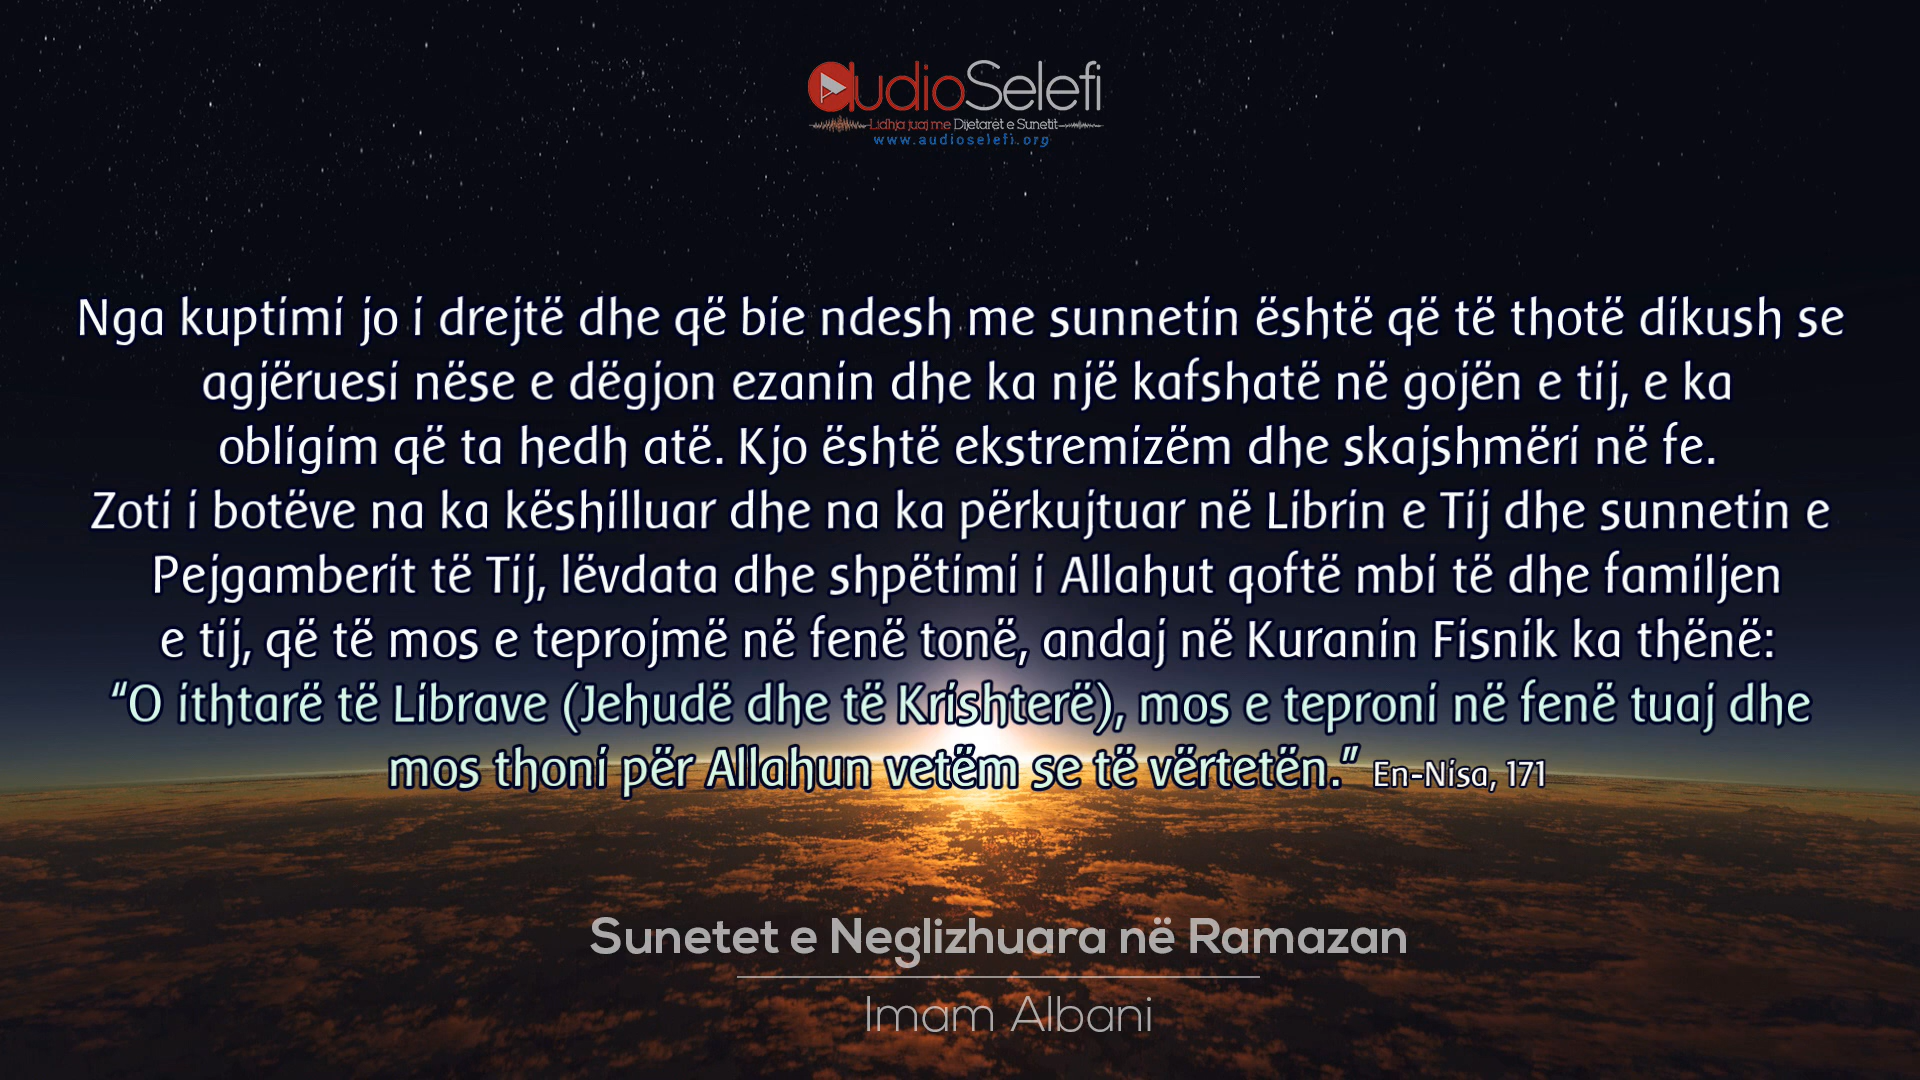 audioSelefi
Lidhja juaj me Dijetarët e Sunetit
www.audioselefi.org
Nga kuptimi jo i drejtë dhe që bie ndesh me sunnetin është që të thotë dikush se
agjëruesi nëse e dëgjon ezanin dhe ka një kafshatë në gojën e tij, e ka
obligim që ta hedh atë. Kjo është ekstremizëm dhe skajshmëri në fe.
Zoti i botëve na ka këshilluar dhe na ka përkujtuar në Librin e Tij dhe sunnetin e
Pejgamberit të Tij, lëvdata dhe shpëtimi i Allahut qoftë mbi të dhe familjen
e tij, që të mos e teprojmë në fenë tonë, andaj në Kuranin Fisnik ka thënë:
“O ithtarë të Librave (Jehudë dhe të Krishterë), mos e teproni në fenë tuaj dhe
mos thoni për Allahun vetëm se të vërtetën.” En-Nisa, 171
Sunetet e Neglizhuara në Ramazan
Imam Albani